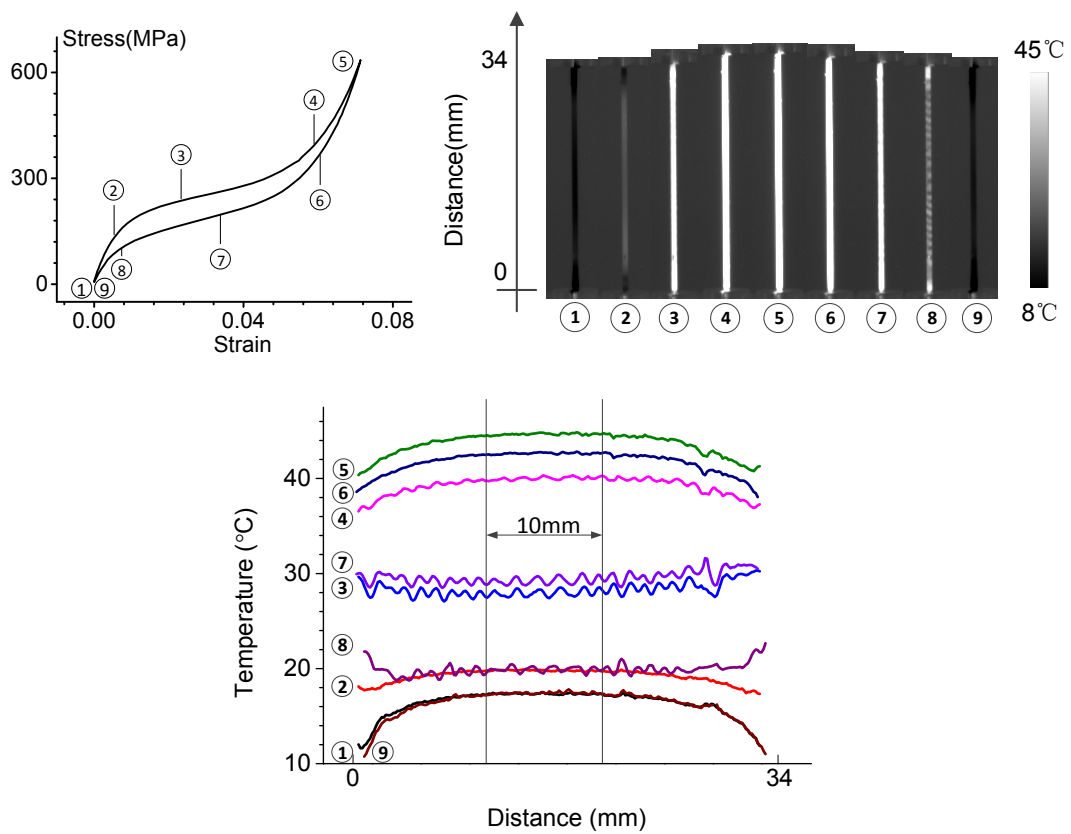 Stress(MPa)
600
300
0
0.00 0.04 0.08
Strain
① ② ③ ④ ⑤ ⑥ ⑦ ⑧ ⑨
Distance(mm)
34
0
① ② ③ ④ ⑤ ⑥ ⑦ ⑧ ⑨
45℃
8℃
Temperature (°C)
40
30
20
10
⑤
⑥
④
⑦
③
⑧
②
① ⑨
10mm
0 34
Distance (mm)